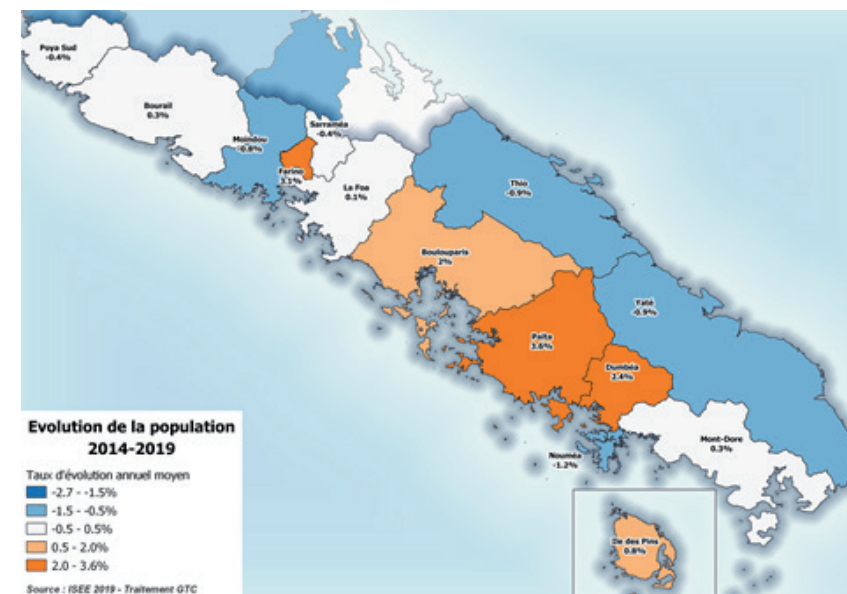 Poya Sud
-0.4%
Bourail
0.3%
Moindou
-0.8%
Sarraméa
-0.4%
Farino
3.1%
La Foa
0.1%
Thio
-0.9%
Boulouparis
2%
Yaté
-0.9%
Païta
3.6%
Dumbéa
2.4%
Mont-Dore
0.3%
Nouméa
-1.2%
Ile des Pins
0.8%
Evolution de la population
2014-2019
Taux d'évolution annuel moyen
-2.7 - -1.5%
-1.5 - -0.5%
-0.5 - 0.5%
0.5 - 2.0%
2.0 - 3.6%
Source : ISEE 2019 - Traitement GTC